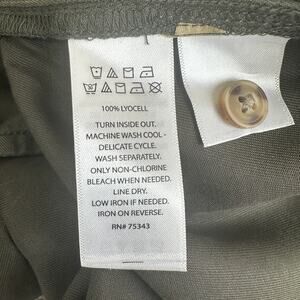 100% LYOCELL
TURN INSIDE OUT.
MACHINE WASH COOL -
DELICATE CYCLE.
WASH SEPARATELY.
ONLY NON-CHLORINE
BLEACH WHEN NEEDED.
LINE DRY.
LOW IRON IF NEEDED.
IRON ON REVERSE.
RN# 75343